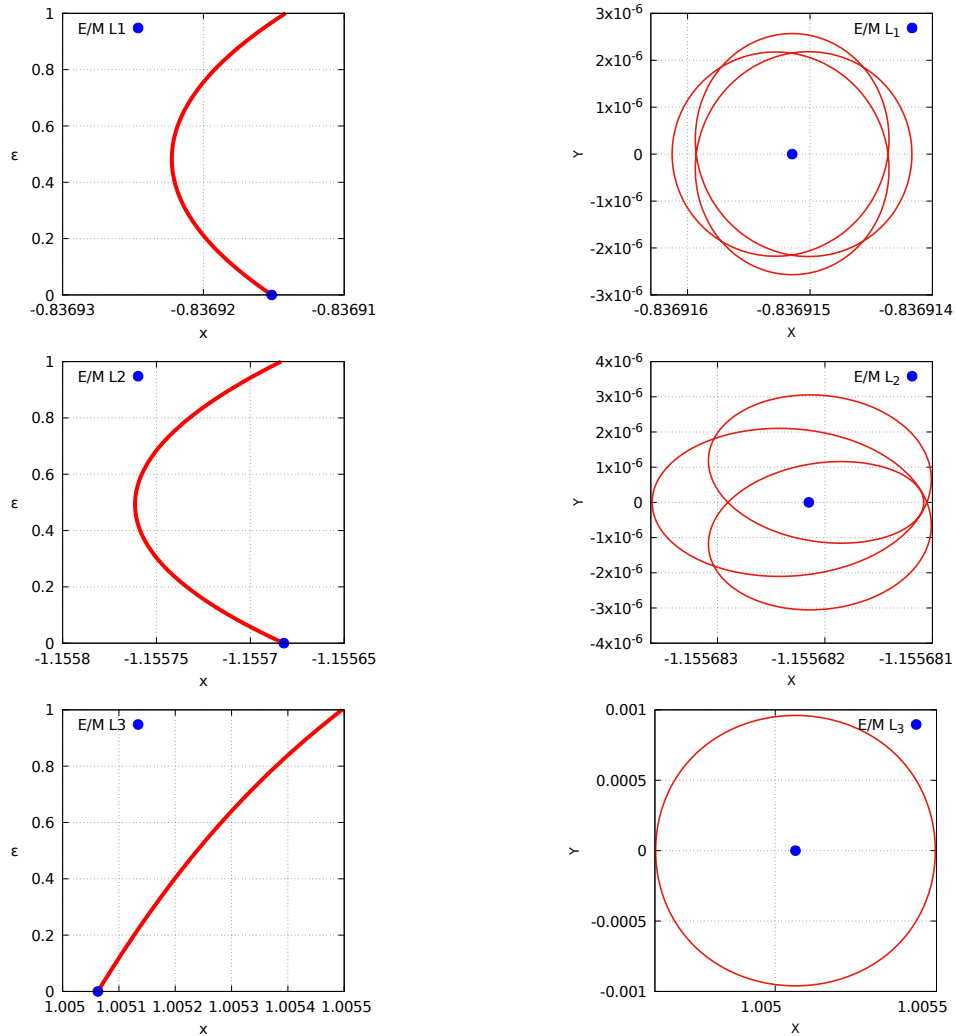 1
0.8
0.6
0.4
0.2
0
ε
E/M L1
-0.83693
-0.83692
-0.83691
x
3x10-6
2x10-6
1x10-6
0
-1x10-6
-2x10-6
-3x10-6
Y
E/M L1
-0.836916
-0.836915
-0.836914
X
1
0.8
0.6
0.4
0.2
0
ε
E/M L2
-1.1558
-1.15575
-1.1557
-1.15565
x
4x10-6
3x10-6
2x10-6
1x10-6
0
-1x10-6
-2x10-6
-3x10-6
-4x10-6
Y
E/M L2
-1.155683
-1.155682
-1.155681
X
1
0.8
0.6
0.4
0.2
0
ε
E/M L3
1.005
1.0051
1.0052
1.0053
1.0054
1.0055
x
0.001
0.0005
0
-0.0005
-0.001
Y
E/M L3
1.005
1.0055
X